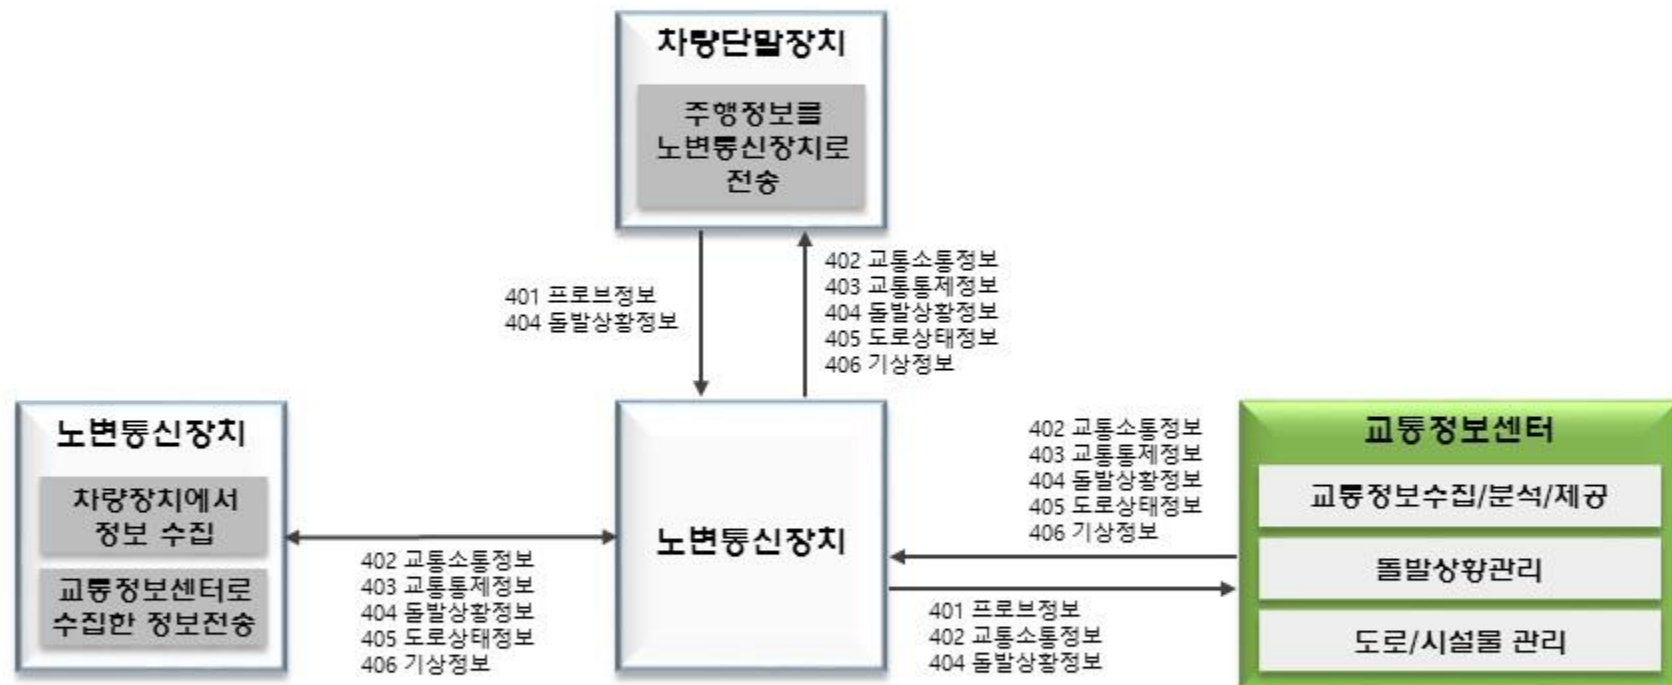 차량단말장치
주행정보를
노변통신장치로
전송
401 프로브정보
404 돌발상황정보
402 교통소통정보
403 교통통제정보
404 돌발상황정보
405 도로상태정보
406 기상정보
노변통신장치
차량장치에서
정보 수집
교통정보센터로
수집한 정보전송
402 교통소통정보
403 교통통제정보
404 돌발상황정보
405 도로상태정보
406 기상정보
노변통신장치
402 교통소통정보
403 교통통제정보
404 돌발상황정보
405 도로상태정보
406 기상정보
401 프로브정보
402 교통소통정보
404 돌발상황정보
교통정보센터
교통정보수집/분석/제공
돌발상황관리
도로/시설물 관리